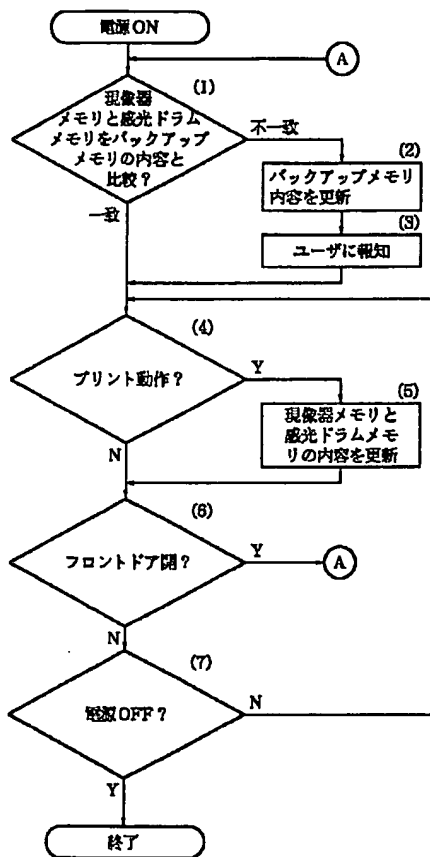 電源ON
A
(1)
現像器
メモリと感光ドラム
メモリをバックアップ
メモリの内容と
比較?
不一致
一致
(2)
バックアップメモリ
内容を更新
(3)
ユーザに報知
(4)
プリント動作?
Y
N
(5)
現像器メモリと
感光ドラムメモ
リの内容を更新
(6)
フロントドア閉?
Y
A
N
(7)
電源OFF?
N
Y
終了